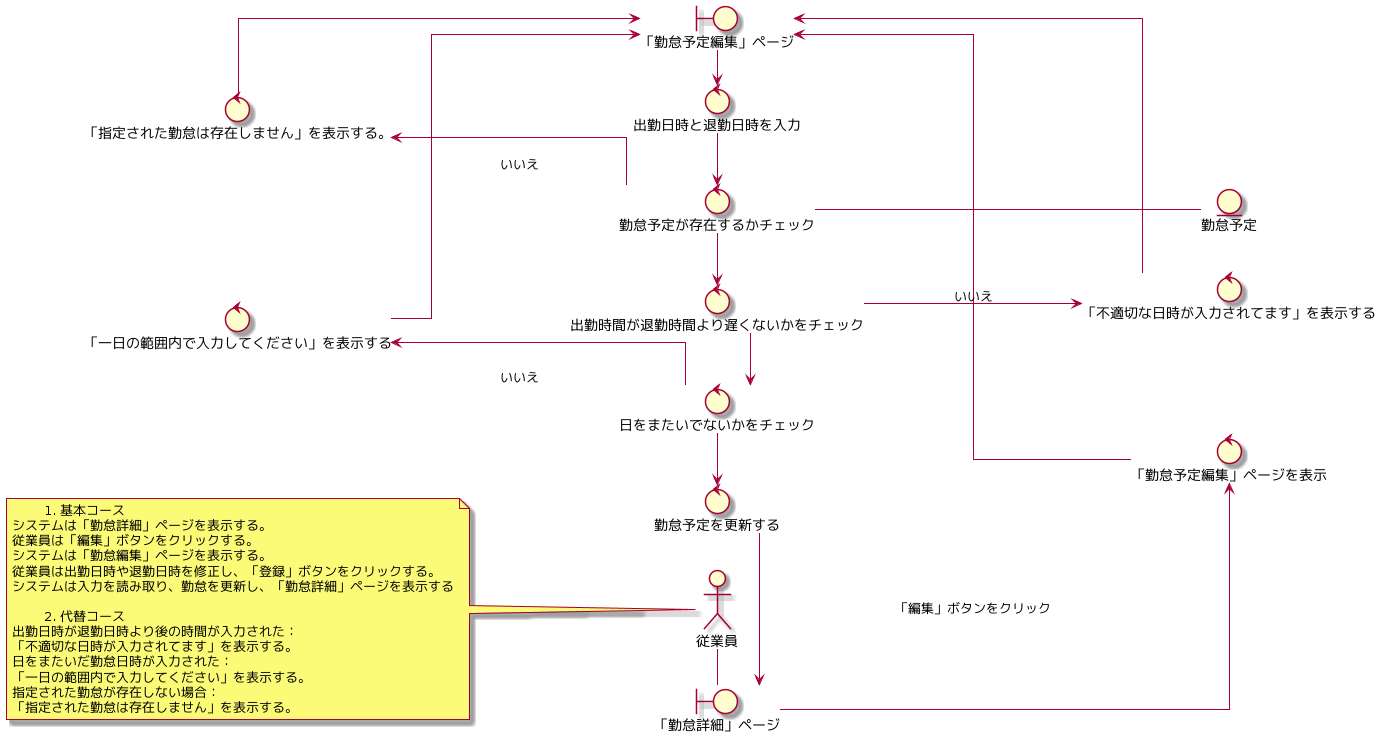 「勤怠予定編集」ページ
「指定された勤怠は存在しません」を表示する。
出勤日時と退勤日時を入力
いいえ
勤怠予定が存在するかチェック
勤怠予定
いいえ
「不適切な日時が入力されてます」を表示する
出勤時間が退勤時間より遅くないかをチェック
「一日の範囲内で入力してください」を表示する
いいえ
日をまたいでないかをチェック
「勤怠予定編集」ページを表示
勤怠予定を更新する
1. 基本コース
システムは「勤怠詳細」ページを表示する。
従業員は「編集」ボタンをクリックする。
システムは「勤怠編集」ページを表示する。
従業員は出勤日時や退勤日時を修正し、「登録」ボタンをクリックする。
システムは入力を読み取り、勤怠を更新し、「勤怠詳細」ページを表示する
2. 代替コース
出勤日時が退勤日時より後の時間が入力された：
「不適切な日時が入力されてます」を表示する。
日をまたいだ勤怠日時が入力された：
「一日の範囲内で入力してください」を表示する。
指定された勤怠が存在しない場合：
「指定された勤怠は存在しません」を表示する。
従業員
「編集」ボタンをクリック
「勤怠詳細」ページ